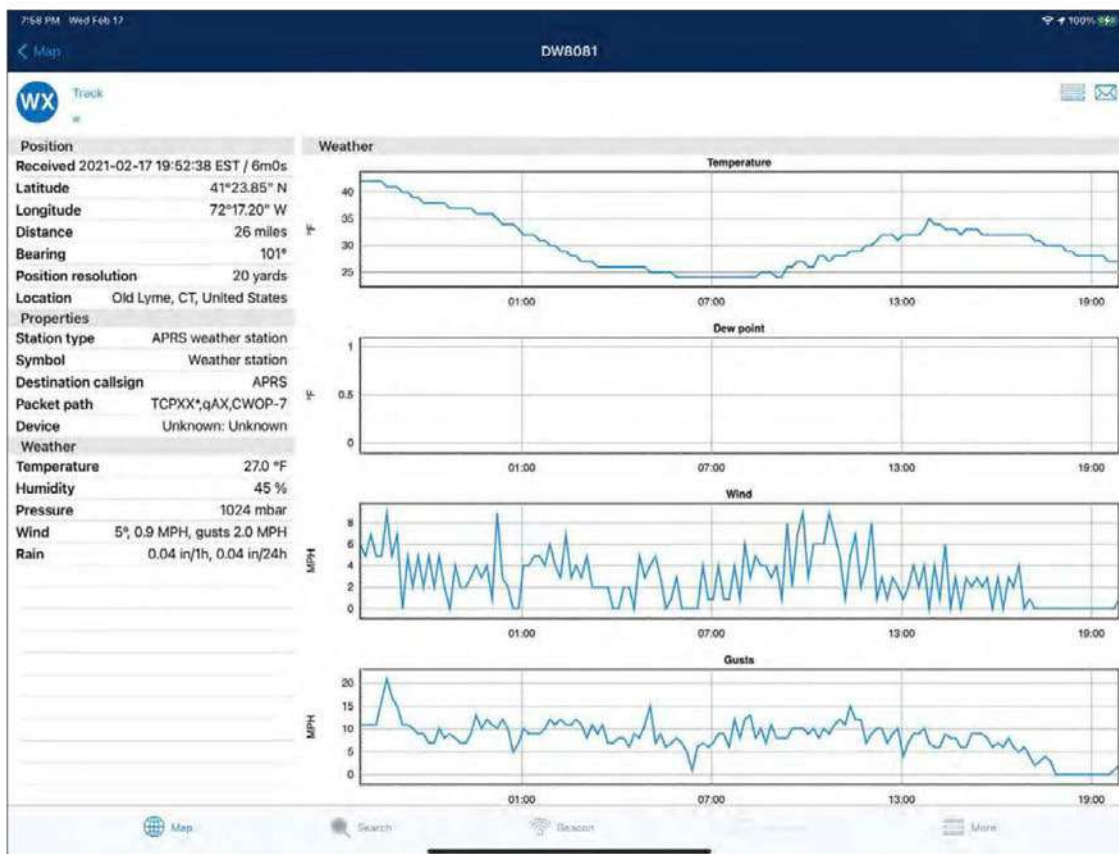 7:58 PM Wed Feb 17
100%
Map
DW8081
WX
Track
w
Position
Received 2021-02-17 19:52:38 EST / 6m0s
Latitude 41°23.85" N
Longitude 72°17.20" W
Distance 26 miles
Bearing 101°
Position resolution 20 yards
Location Old Lyme, CT, United States
Properties
Station type APRS weather station
Symbol Weather station
Destination callsign APRS
Packet path TCPXX*,qAX,CWOP-7
Device Unknown: Unknown
Weather
Temperature 27.0 °F
Humidity 45 %
Pressure 1024 mbar
Wind 5°, 0.9 MPH, gusts 2.0 MPH
Rain 0.04 in/1h, 0.04 in/24h
Weather
Temperature
°F
40
35
30
25
01:00 07:00 13:00 19:00
Dew point
°F
1
0.5
0
01:00 07:00 13:00 19:00
Wind
MPH
8
6
4
2
0
01:00 07:00 13:00 19:00
Gusts
MPH
20
15
10
5
0
01:00 07:00 13:00 19:00
Map Search Beacon More